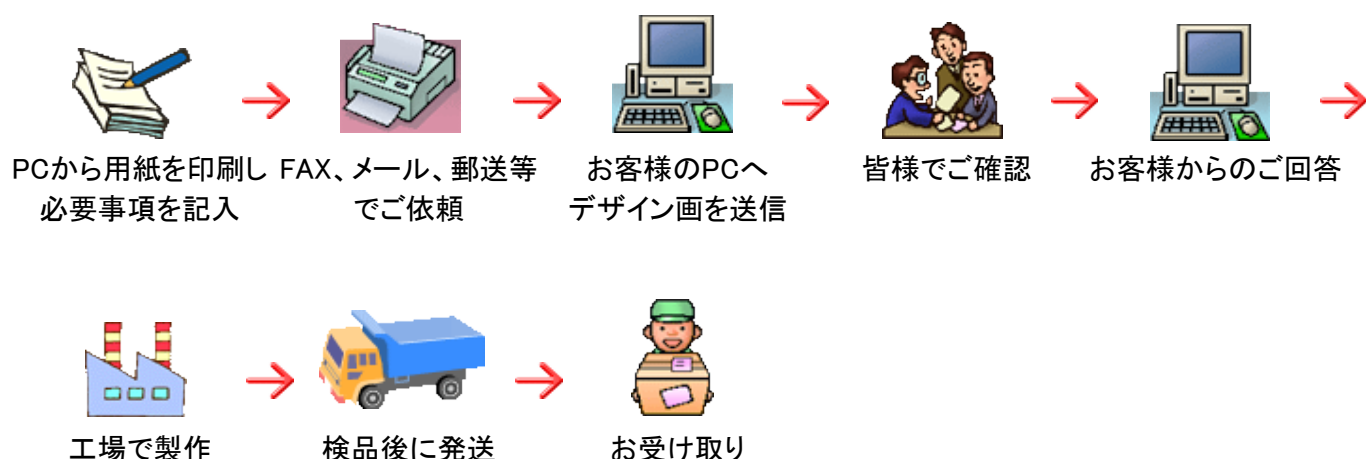 PCから用紙を印刷し
必要事項を記入
FAX、メール、郵送等
でご依頼
お客様のPCへ
デザイン画を送信
皆様でご確認
お客様からのご回答
工場で製作
検品後に発送
お受け取り